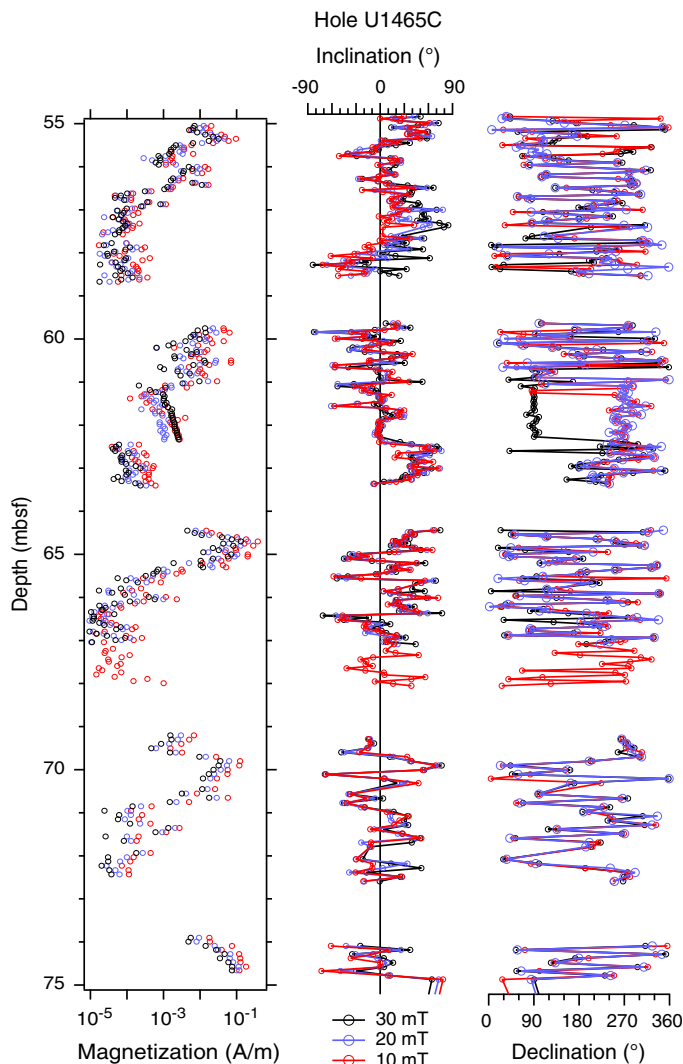 Hole U1465C
Inclination (°)
-90 0 90
55
60
65
70
75
Depth (mbsf)
10-5 10-3 10-1
Magnetization (A/m)
30 mT
20 mT
10 mT
0 90 180 270 360
Declination (°)